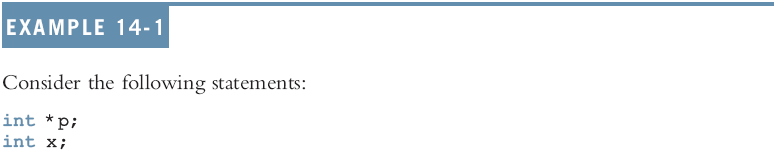 EXAMPLE 14-1
Consider the following statements:
int *p;
int x;